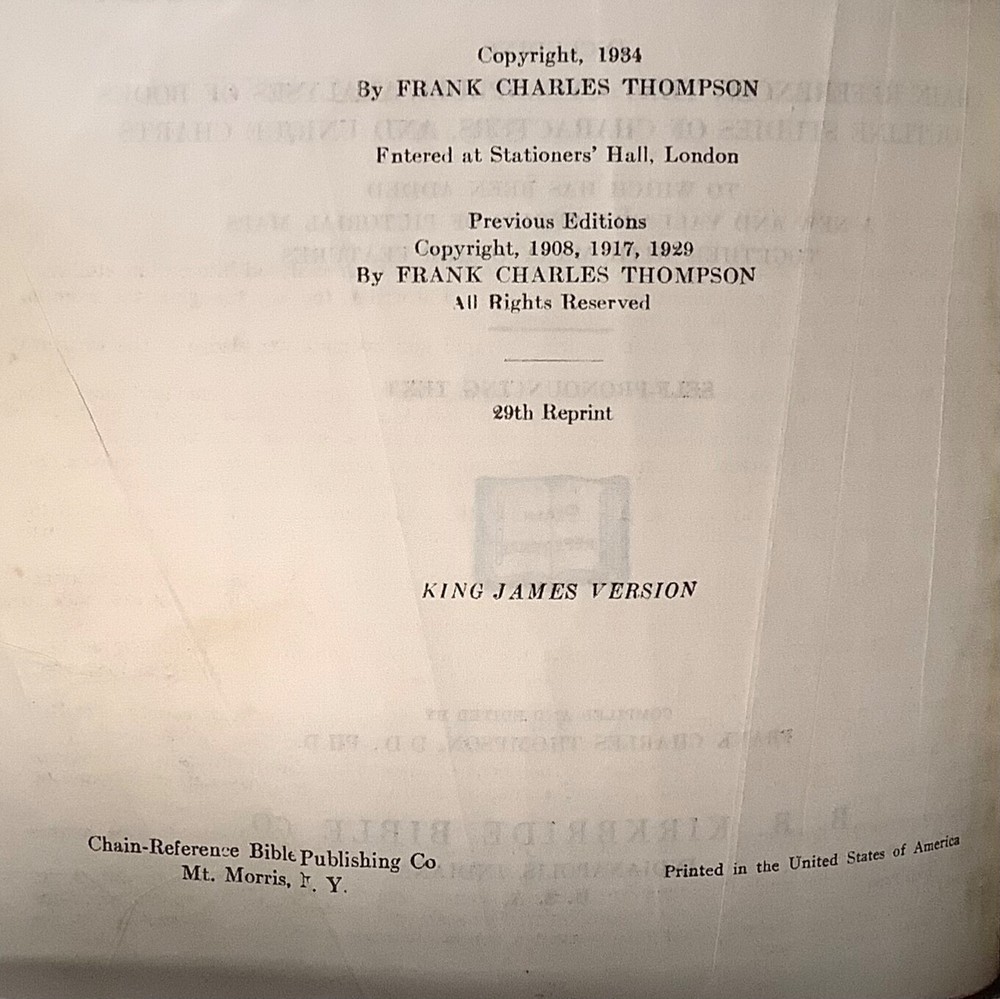 Copyright, 1934
By FRANK CHARLES THOMPSON
Entered at Stationers' Hall, London
Previous Editions
Copyright, 1908, 1917, 1929
By FRANK CHARLES THOMPSON
All Rights Reserved
29th Reprint
KING JAMES VERSION
Chain-Reference Bible Publishing Co
Mt. Morris, N. Y.
Printed in the United States of America